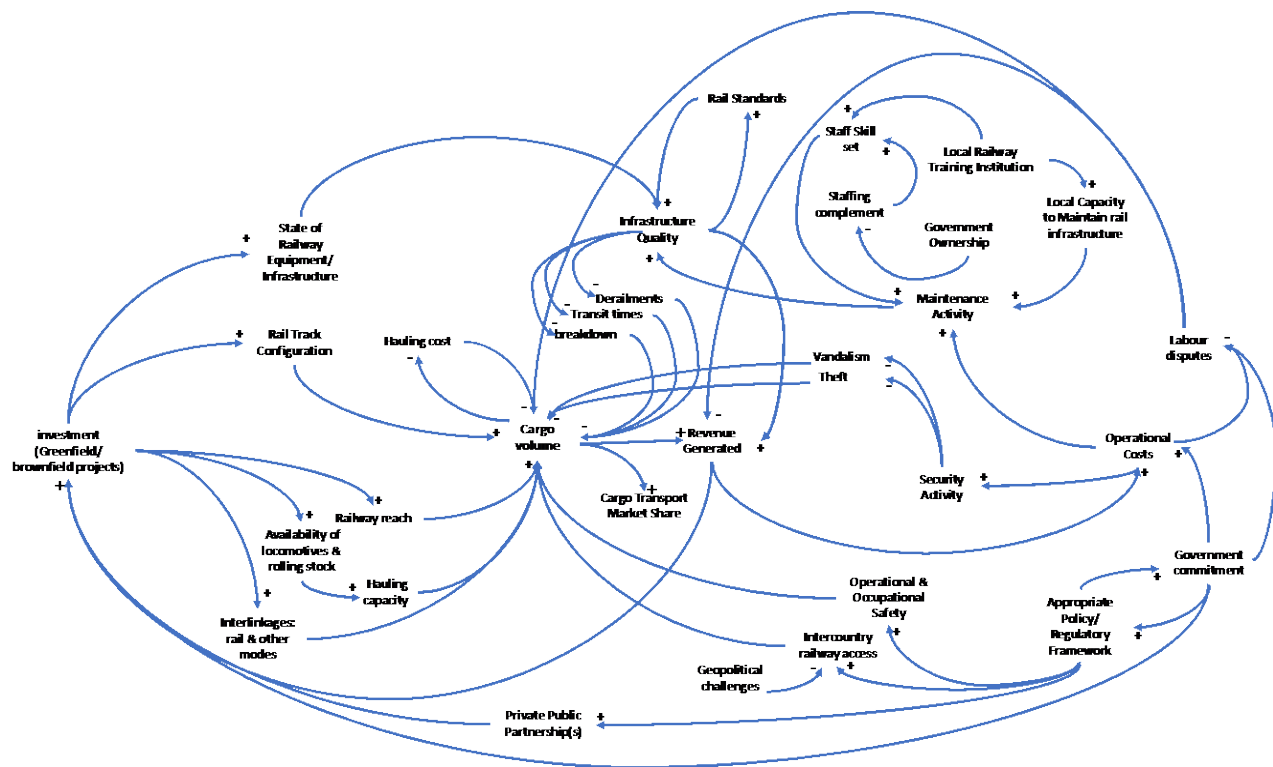 Rail Standards
+
+
Staff Skill
set
+
Local Railway
Training Institution
+
Staffing
complement
-
Local Capacity
to Maintain rail
infrastructure
Government
Ownership
+
Infrastructure
Quality
+
State of
Railway
Equipment/
Infrastructure
+
-
Derailments
-
Transit times
-
breakdown
+
Maintenance
Activity
+
+
+
Rail Track
Configuration
Hauling cost
-
Vandalism
-
Theft
-
Labour
disputes
-
investment
(Greenfield/
brownfield projects)
+
-
-
-
+
Cargo
volume
+
-
+
Revenue
Generated
+
Operational
Costs
+
+
Security
Activity
+
+
Cargo Transport
Market Share
+
Railway reach
+
Availability of
locomotives &
rolling stock
+
Hauling
capacity
+
Interlinkages:
rail & other
modes
Government
commitment
+
Operational &
Occupational
Safety
+
Appropriate
Policy/
Regulatory
Framework
+
Intercountry
railway access
-
+
Geopolitical
challenges
Private Public
Partnership(s)
+